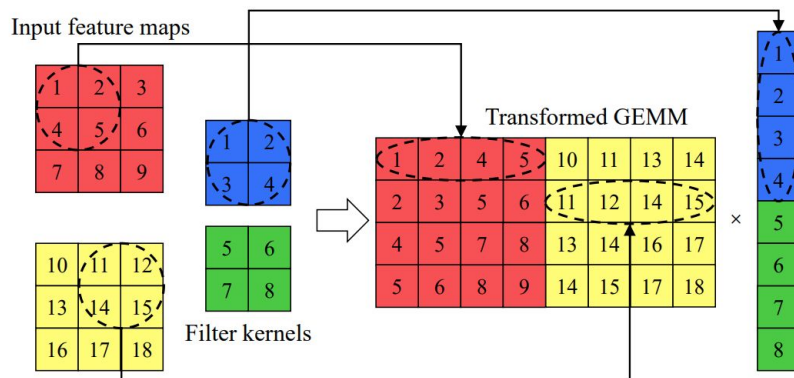 Input feature maps
1 2 3
4 5 6
7 8 9
10 11 12
13 14 15
16 17 18
1 2
3 4
5 6
7 8
Filter kernels
Transformed GEMM
1 2 4 5 10 11 13 14
2 3 5 6 11 12 14 15
4 5 7 8 13 14 16 17
5 6 8 9 14 15 17 18
×
1
2
3
4
5
6
7
8